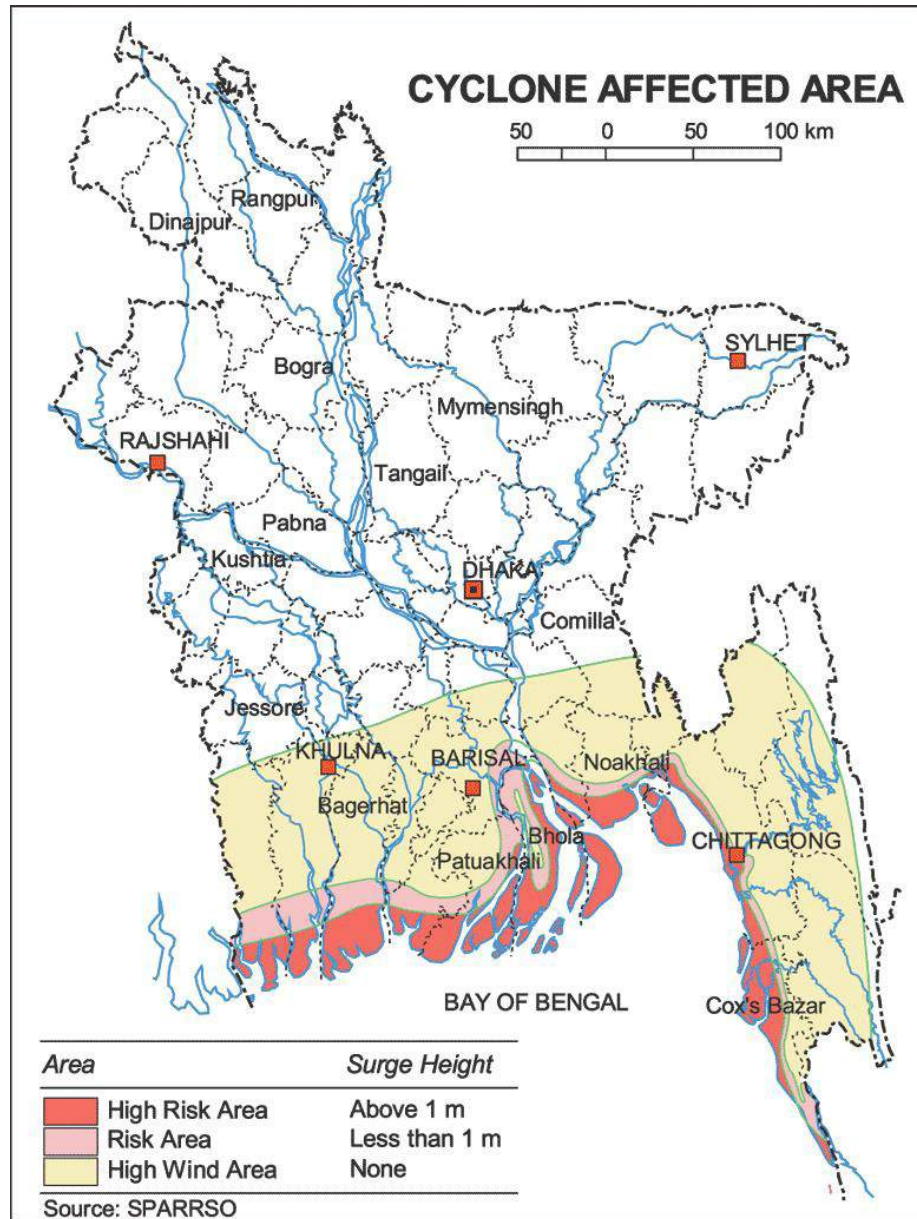 CYCLONE AFFECTED AREA
50 0 50 100 km
Rangpur
Dinajpur
SYLHET
Bogra
Mymensingh
RAJSHAHI
Tangail
Pabna
Kushtia
DHAKA
Comilla
Jessore
KHULNA
BARISAL
Noakhali
Bagerhat
Bhola
CHITTAGONG
Patuakhali
BAY OF BENGAL
Cox's Bazar
Area Surge Height
High Risk Area Above 1 m
Risk Area Less than 1 m
High Wind Area None
Source: SPARRSO